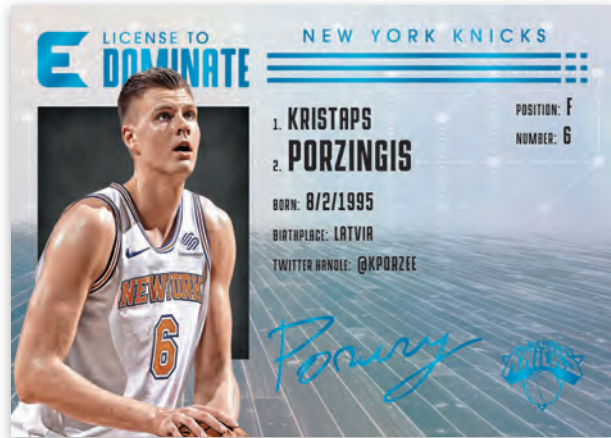 LICENSE TO
DOMINATE
NEW YORK KNICKS
1. KRISTAPS
2. PORZINGIS
POSITION: F
NUMBER: 6
BORN: 8/2/1995
BIRTHPLACE: LATVIA
TWITTER HANDLE: @KPORZEE
NEW YORK
6
KNICKS